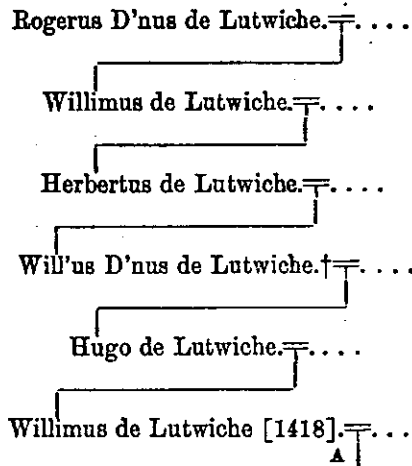 Rogerus D'nus de Lutwiche.╤. . . .
Willimus de Lutwiche.╤. . . .
Herbertus de Lutwiche.╤. . . .
Will'us D'nus de Lutwiche.†╤. . . .
Hugo de Lutwiche.╤. . . .
Willimus de Lutwiche [1418].╤. . .
A